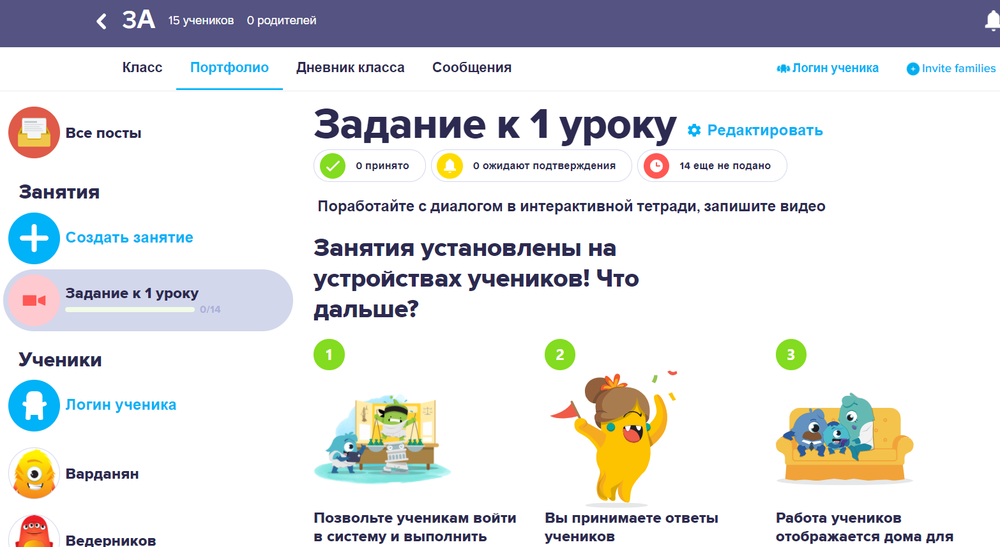 3А 15 учеников 0 родителей
Класс Портфолио Дневник класса Сообщения Логин ученика Invite families
Все посты
Занятия
Создать занятие
Задание к 1 уроку
0/14
Ученики
Логин ученика
Варданян
Ведерников
Задание к 1 уроку Редактировать
0 принято 0 ожидают подтверждения 14 еще не подано
Поработайте с диалогом в интерактивной тетради, запишите видео
Занятия установлены на
устройствах учеников! Что
дальше?
1
Позвольте ученикам войти
в систему и выполнить
2
Вы принимаете ответы
учеников
3
Работа учеников
отображается дома для